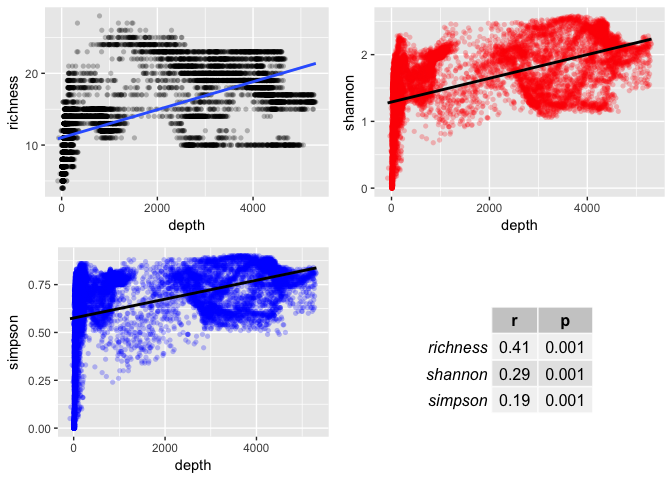 richness
20
10
0
2000
4000
depth
shannon
2
1
0
0
2000
4000
depth
simpson
0.75
0.50
0.25
0.00
0
2000
4000
depth
r p
richness 0.41 0.001
shannon 0.29 0.001
simpson 0.19 0.001